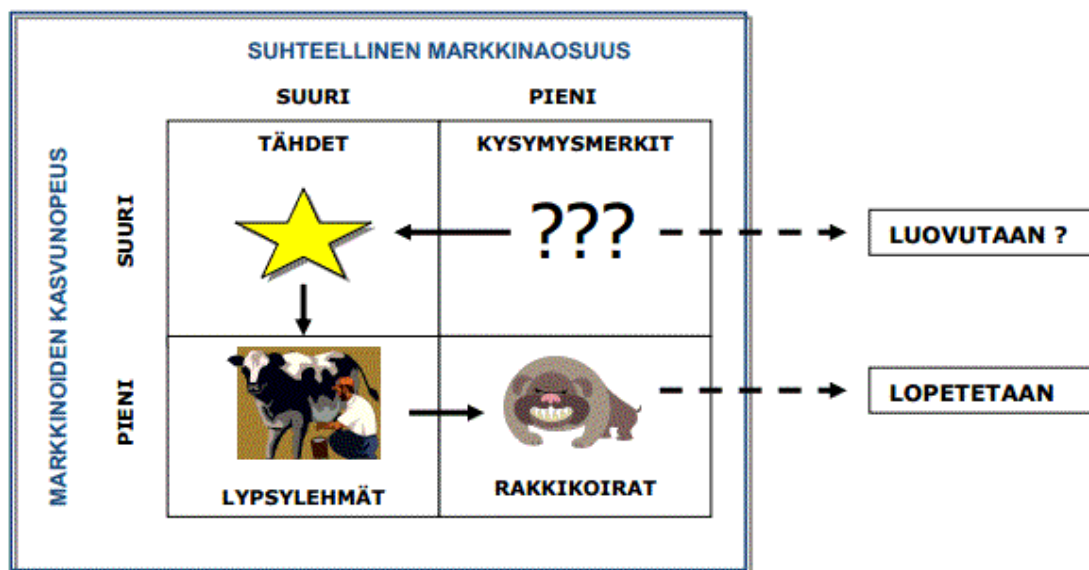 SUHTEELLINEN MARKKINAOSUUS
SUURI
PIENI
MARKKINOIDEN KASVUNOPEUS
SUURI
TÄHDET
KYSYMYSMERKIT
???
LUOVUTAAN ?
PIENI
LYPSYLEHMÄT
RAKKIKOIRAT
LOPETETAAN